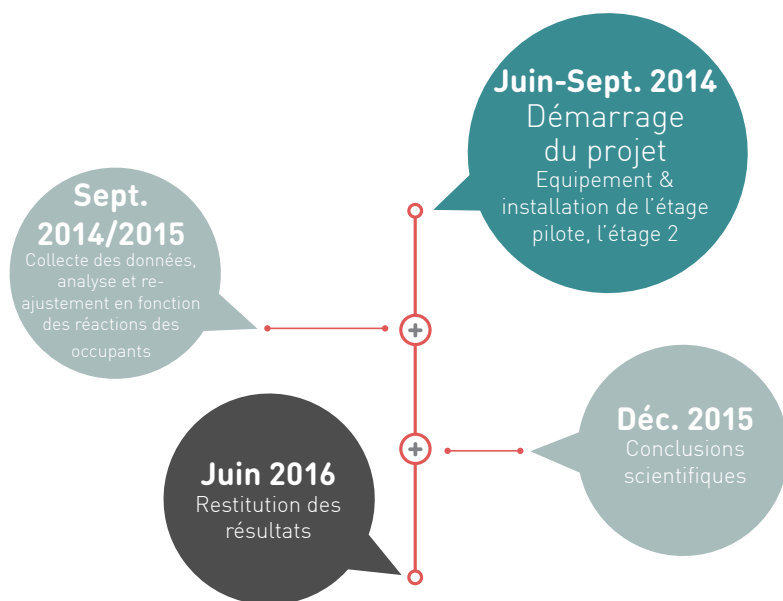 Juin-Sept. 2014
Démarrage
du projet
Equipement &
installation de l'étage
pilote, l'étage 2
Sept.
2014/2015
Collecte des données,
analyse et re-
ajustement en fonction
des réactions des
occupants
Déc. 2015
Conclusions
scientifiques
Juin 2016
Restitution des
résultats